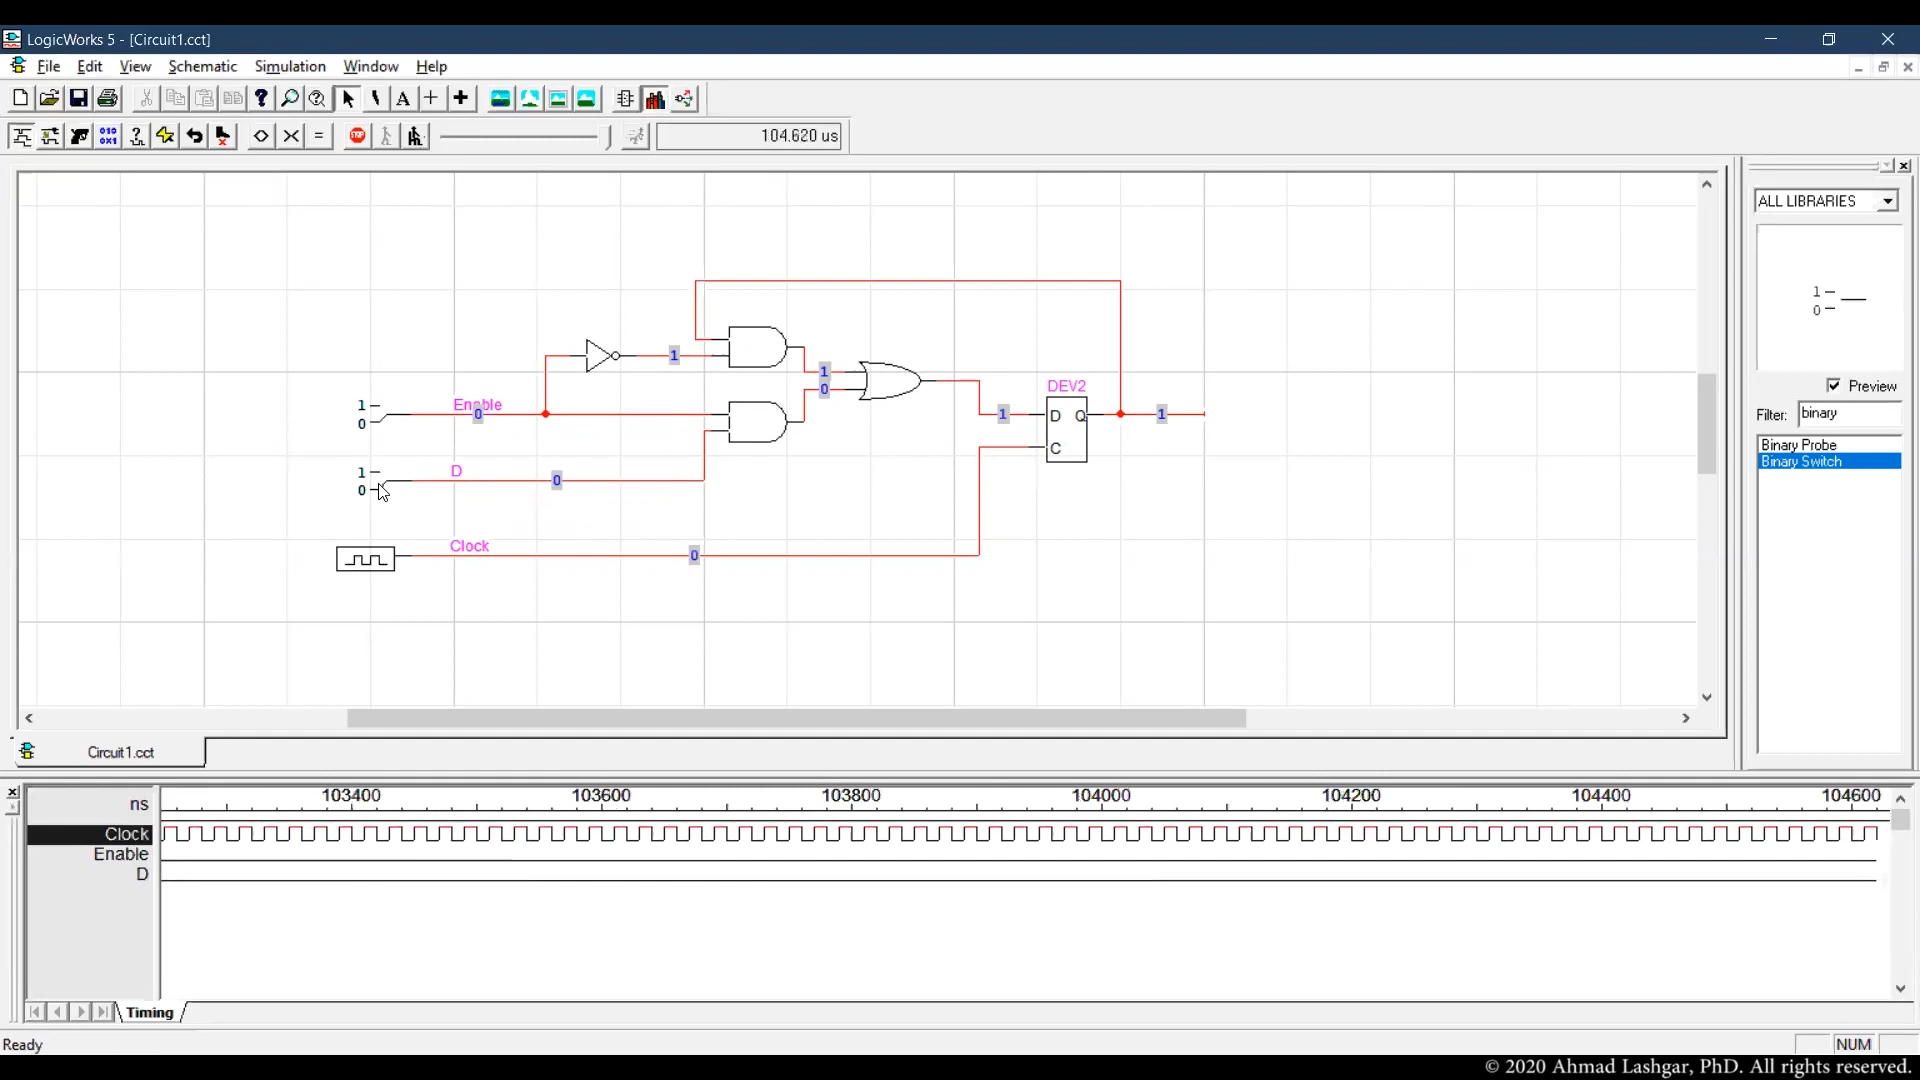 LogicWorks 5 - [Circuit1.cct]
File Edit View Schematic Simulation Window Help
104.620 us
ALL LIBRARIES
1
0
Preview
Filter: binary
Binary Probe
Binary Switch
1
1
0
DEV2
1
0
Enable
0
1
D Q
C
1
1
0
D
0
Clock
0
Circuit1.cct
ns
103400 103600 103800 104000 104200 104400 104600
Clock
Enable
D
Timing
Ready
NUM
© 2020 Ahmad Lashgar, PhD. All rights reserved.